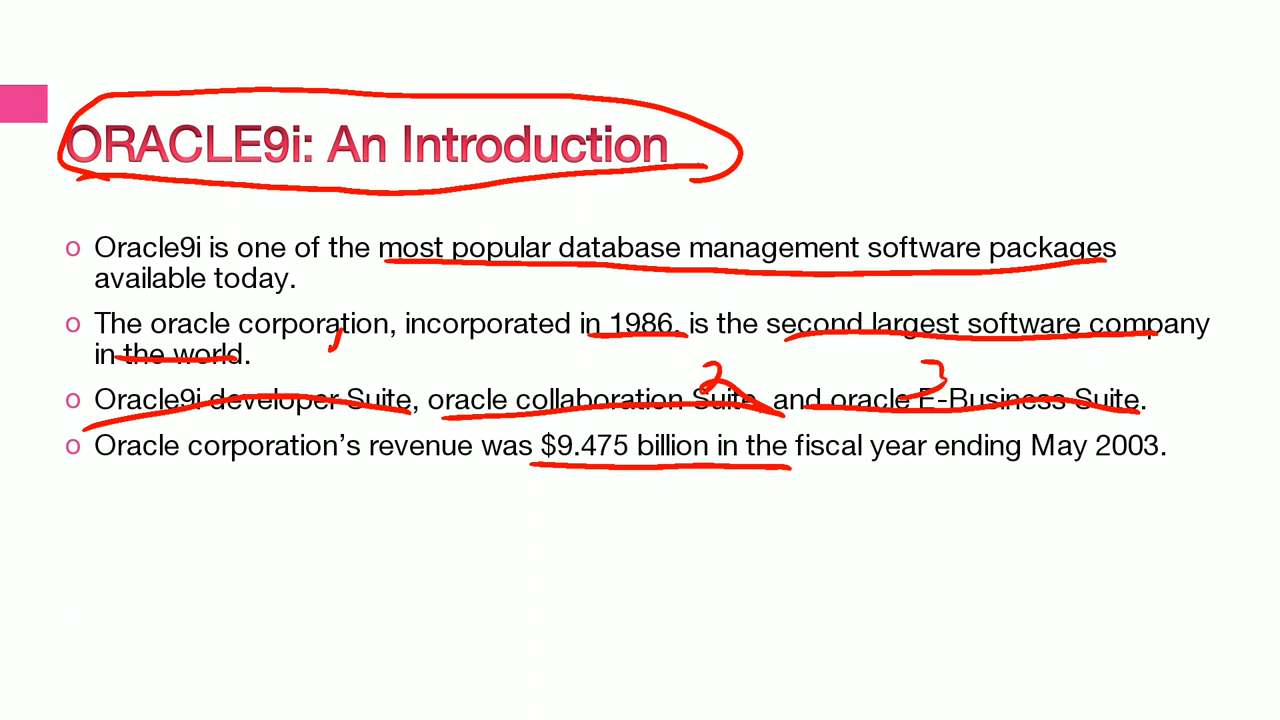 ORACLE9i: An Introduction
o Oracle9i is one of the most popular database management software packages
available today.
o The oracle corporation, incorporated in 1986, is the second largest software company
in the world.
1
2 3
o Oracle9i developer Suite, oracle collaboration Suite, and oracle E-Business Suite.
o Oracle corporation’s revenue was $9.475 billion in the fiscal year ending May 2003.